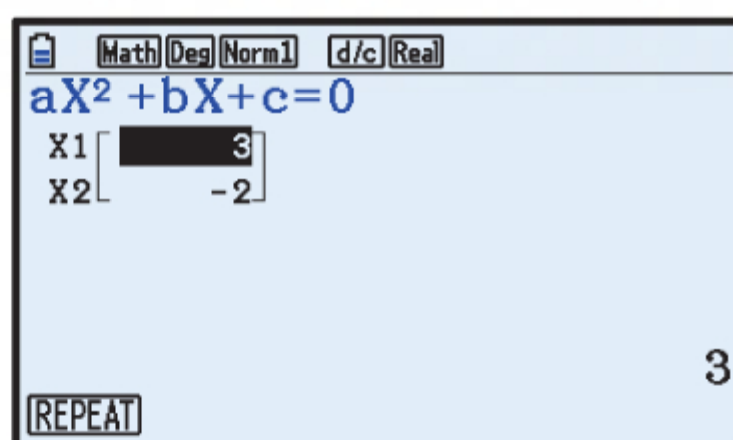 Math Deg Norm1 d/c Real
aX² +bX+c=0
X1[ 3]
X2[ -2]
3
REPEAT